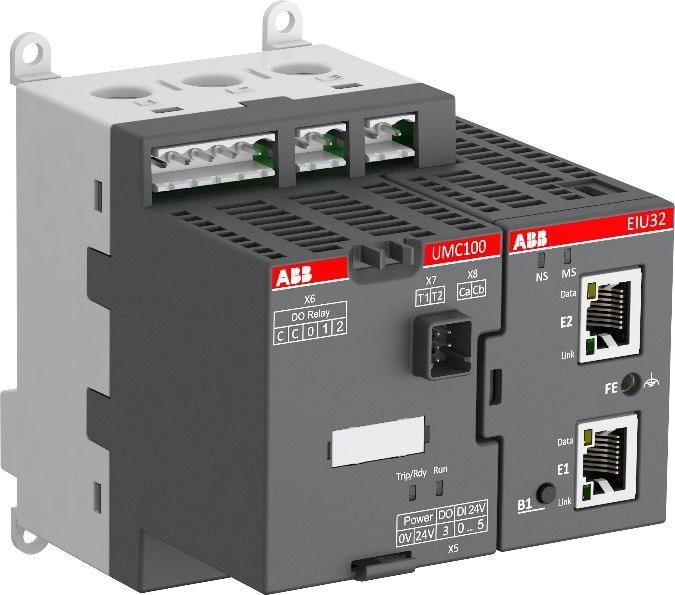 ABB UMC100
X6
DO Relay
C C 0 1 2
X7 X8
T1 T2 Ca Cb
Trip/Rdy Run
Power DO DI 24V
0V 24V 3 0 ... 5
X5
ABB EIU32
NS MS
Data
E2
Link
FE
Data
E1
Link
B1